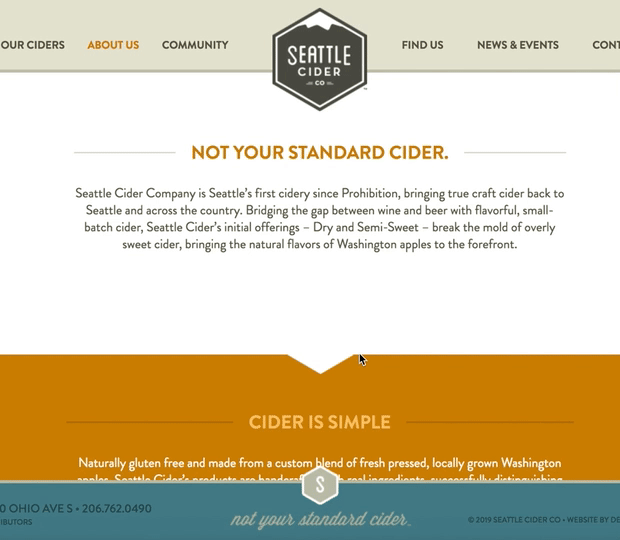 OUR CIDERS ABOUT US COMMUNITY
SEATTLE
CIDER
CO
FIND US NEWS & EVENTS CONT
NOT YOUR STANDARD CIDER.
Seattle Cider Company is Seattle's first cidery since Prohibition, bringing true craft cider back to
Seattle and across the country. Bridging the gap between wine and beer with flavorful, small-
batch cider, Seattle Cider's initial offerings – Dry and Semi-Sweet – break the mold of overly
sweet cider, bringing the natural flavors of Washington apples to the forefront.
CIDER IS SIMPLE
Naturally gluten free and made from a custom blend of fresh pressed, locally grown Washington
apples, Seattle Cider's products are handcraf real ingredients, successfully distinguishing
S
0 OHIO AVE S • 206.762.0490
IBUTORS
not your standard cider.
© 2019 SEATTLE CIDER CO • WEBSITE BY DE